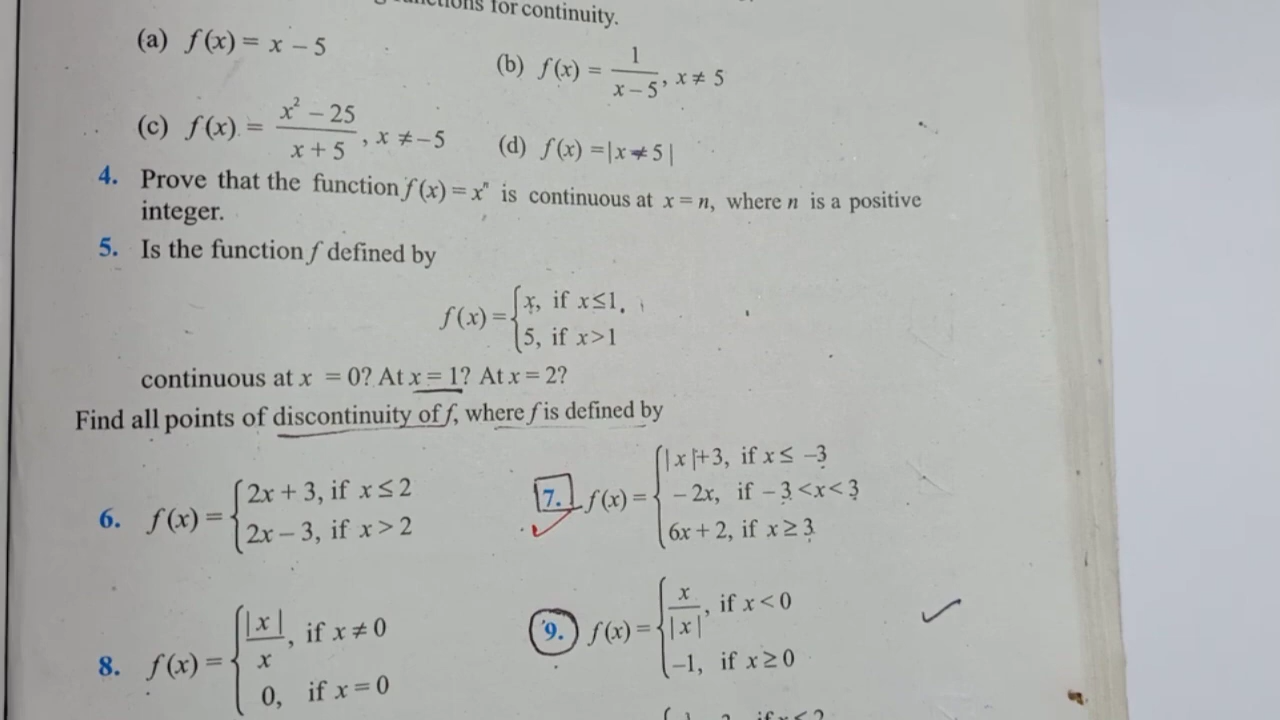 for continuity.
(a) f(x) = x – 5
(b) f(x) = 1/(x – 5), x ≠ 5
(c) f(x) = (x² – 25)/(x + 5), x ≠ –5
(d) f(x) = |x ≠ 5|
4. Prove that the function f(x) = xⁿ is continuous at x = n, where n is a positive
integer.
5. Is the function f defined by
f(x) = { x, if x ≤ 1
5, if x > 1
continuous at x = 0? At x = 1? At x = 2?
Find all points of discontinuity of f, where f is defined by
6. f(x) = { 2x + 3, if x ≤ 2
2x – 3, if x > 2
7. f(x) = { |x| + 3, if x ≤ –3
– 2x, if – 3 < x < 3
6x + 2, if x ≥ 3
8. f(x) = { |x|/x, if x ≠ 0
0, if x = 0
9. f(x) = { x/|x|, if x < 0
–1, if x ≥ 0